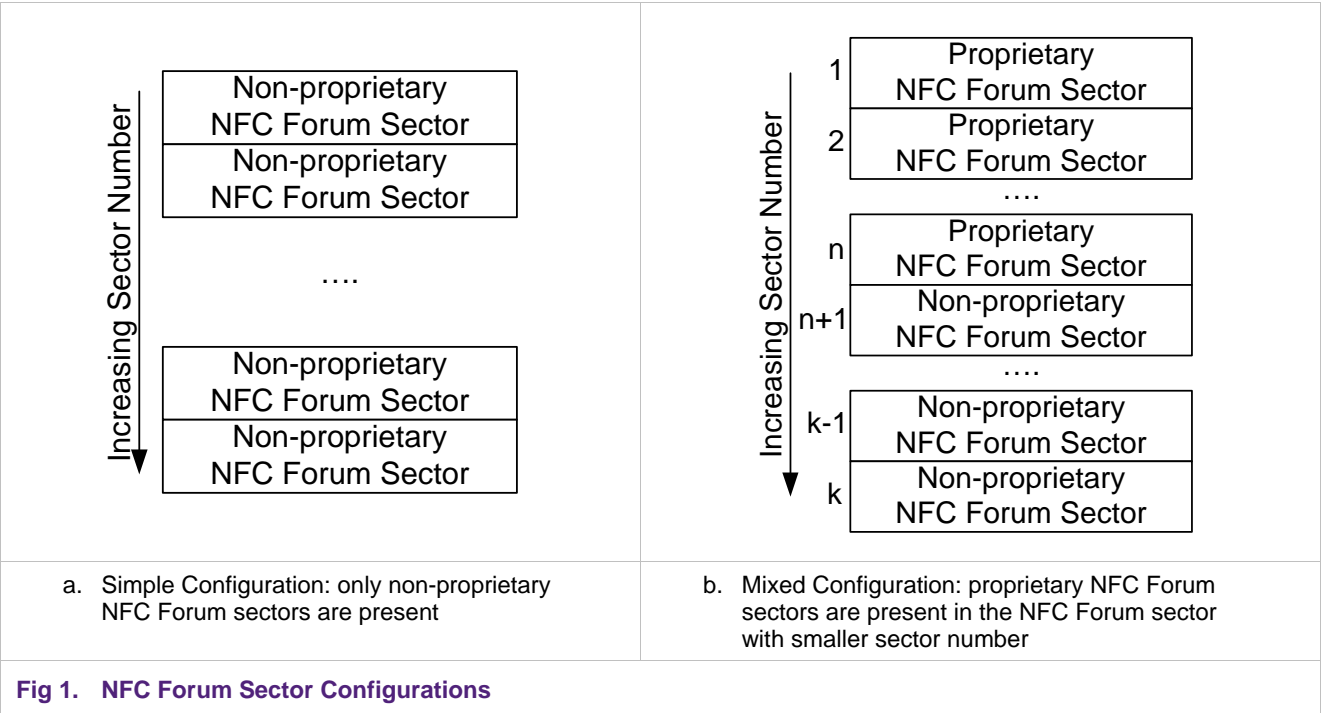 Increasing Sector Number
Non-proprietary
NFC Forum Sector
Non-proprietary
NFC Forum Sector
….
Non-proprietary
NFC Forum Sector
Non-proprietary
NFC Forum Sector
Increasing Sector Number
1
Proprietary
NFC Forum Sector
2
Proprietary
NFC Forum Sector
….
n
Proprietary
NFC Forum Sector
n+1
Non-proprietary
NFC Forum Sector
….
k-1
Non-proprietary
NFC Forum Sector
k
Non-proprietary
NFC Forum Sector
a. Simple Configuration: only non-proprietary
NFC Forum sectors are present
b. Mixed Configuration: proprietary NFC Forum
sectors are present in the NFC Forum sector
with smaller sector number
Fig 1. NFC Forum Sector Configurations